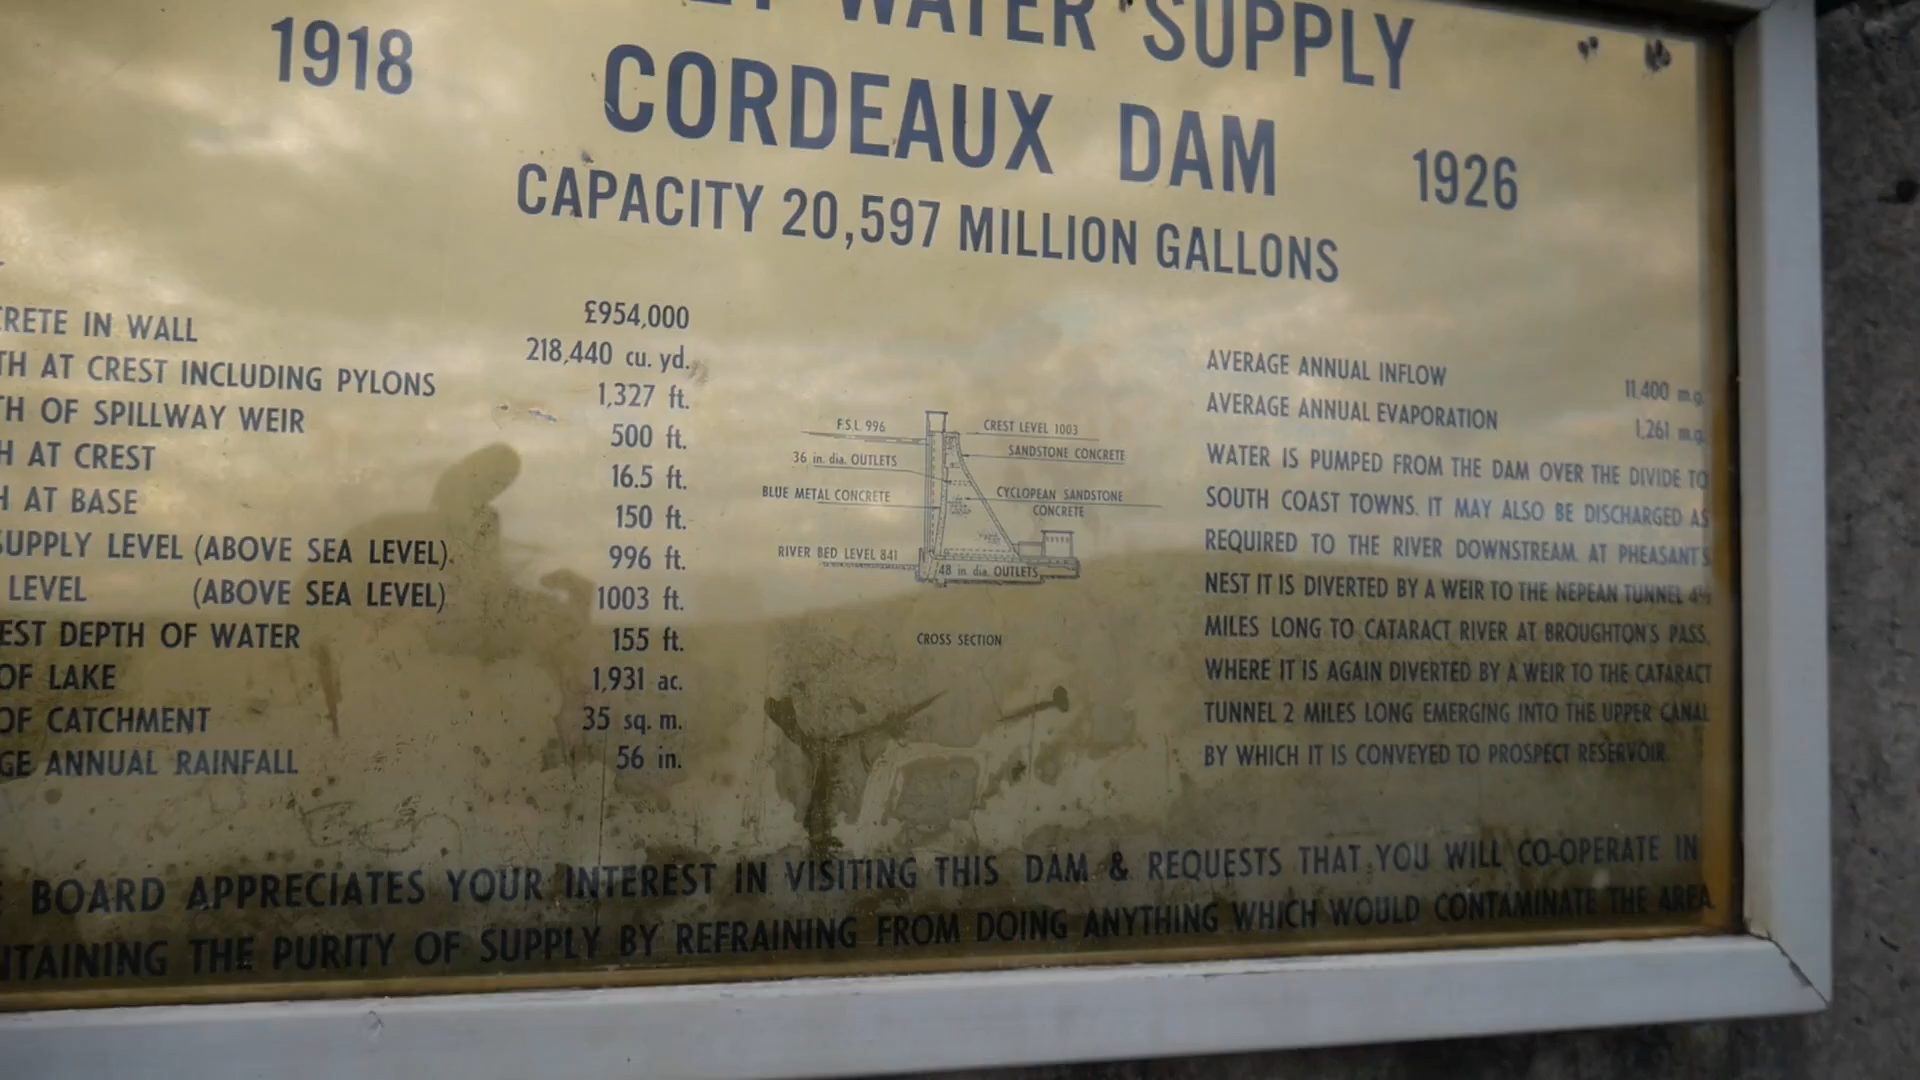 WATER SUPPLY
1918
CORDEAUX DAM
1926
CAPACITY 20,597 MILLION GALLONS
£954,000
CRETE IN WALL 218,440 cu. yd.
TH AT CREST INCLUDING PYLONS 1,327 ft.
TH OF SPILLWAY WEIR 500 ft.
H AT CREST 16.5 ft.
H AT BASE 150 ft.
SUPPLY LEVEL (ABOVE SEA LEVEL) 996 ft.
LEVEL (ABOVE SEA LEVEL) 1003 ft.
EST DEPTH OF WATER 155 ft.
OF LAKE 1,931 ac.
OF CATCHMENT 35 sq. m.
GE ANNUAL RAINFALL 56 in.
F.S.L. 996
CREST LEVEL 1003
SANDSTONE CONCRETE
36 in. dia. OUTLETS
BLUE METAL CONCRETE
CYCLOPEAN SANDSTONE
CONCRETE
RIVER BED LEVEL 841
48 in. dia. OUTLETS
CROSS SECTION
AVERAGE ANNUAL INFLOW 11,400 m.g.
AVERAGE ANNUAL EVAPORATION 1,261 m.g.
WATER IS PUMPED FROM THE DAM OVER THE DIVIDE TO
SOUTH COAST TOWNS. IT MAY ALSO BE DISCHARGED AS
REQUIRED TO THE RIVER DOWNSTREAM. AT PHEASANT'S
NEST IT IS DIVERTED BY A WEIR TO THE NEPEAN TUNNEL 4½
MILES LONG TO CATARACT RIVER AT BROUGHTON'S PASS,
WHERE IT IS AGAIN DIVERTED BY A WEIR TO THE CATARACT
TUNNEL 2 MILES LONG EMERGING INTO THE UPPER CANAL
BY WHICH IT IS CONVEYED TO PROSPECT RESERVOIR.
BOARD APPRECIATES YOUR INTEREST IN VISITING THIS DAM & REQUESTS THAT YOU WILL CO-OPERATE IN
NTAINING THE PURITY OF SUPPLY BY REFRAINING FROM DOING ANYTHING WHICH WOULD CONTAMINATE THE AREA.